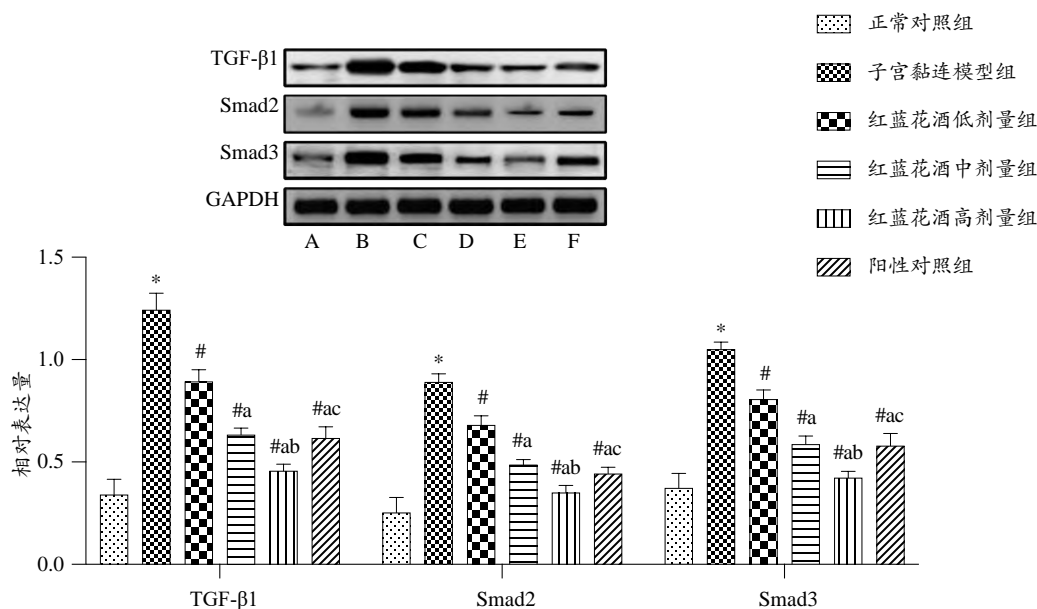 TGF-β1
Smad2
Smad3
GAPDH
A B C D E F
正常对照组
子宫黏连模型组
红蓝花酒低剂量组
红蓝花酒中剂量组
红蓝花酒高剂量组
阳性对照组
相对表达量
1.5
1.0
0.5
0.0
* # #a #ab #ac
* # #a #ab #ac
* # #a #ab #ac
TGF-β1 Smad2 Smad3